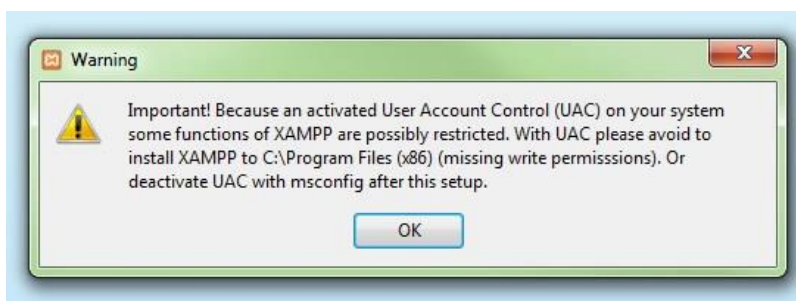 Warning
Important! Because an activated User Account Control (UAC) on your system
some functions of XAMPP are possibly restricted. With UAC please avoid to
install XAMPP to C:\Program Files (x86) (missing write permisssions). Or
deactivate UAC with msconfig after this setup.
OK